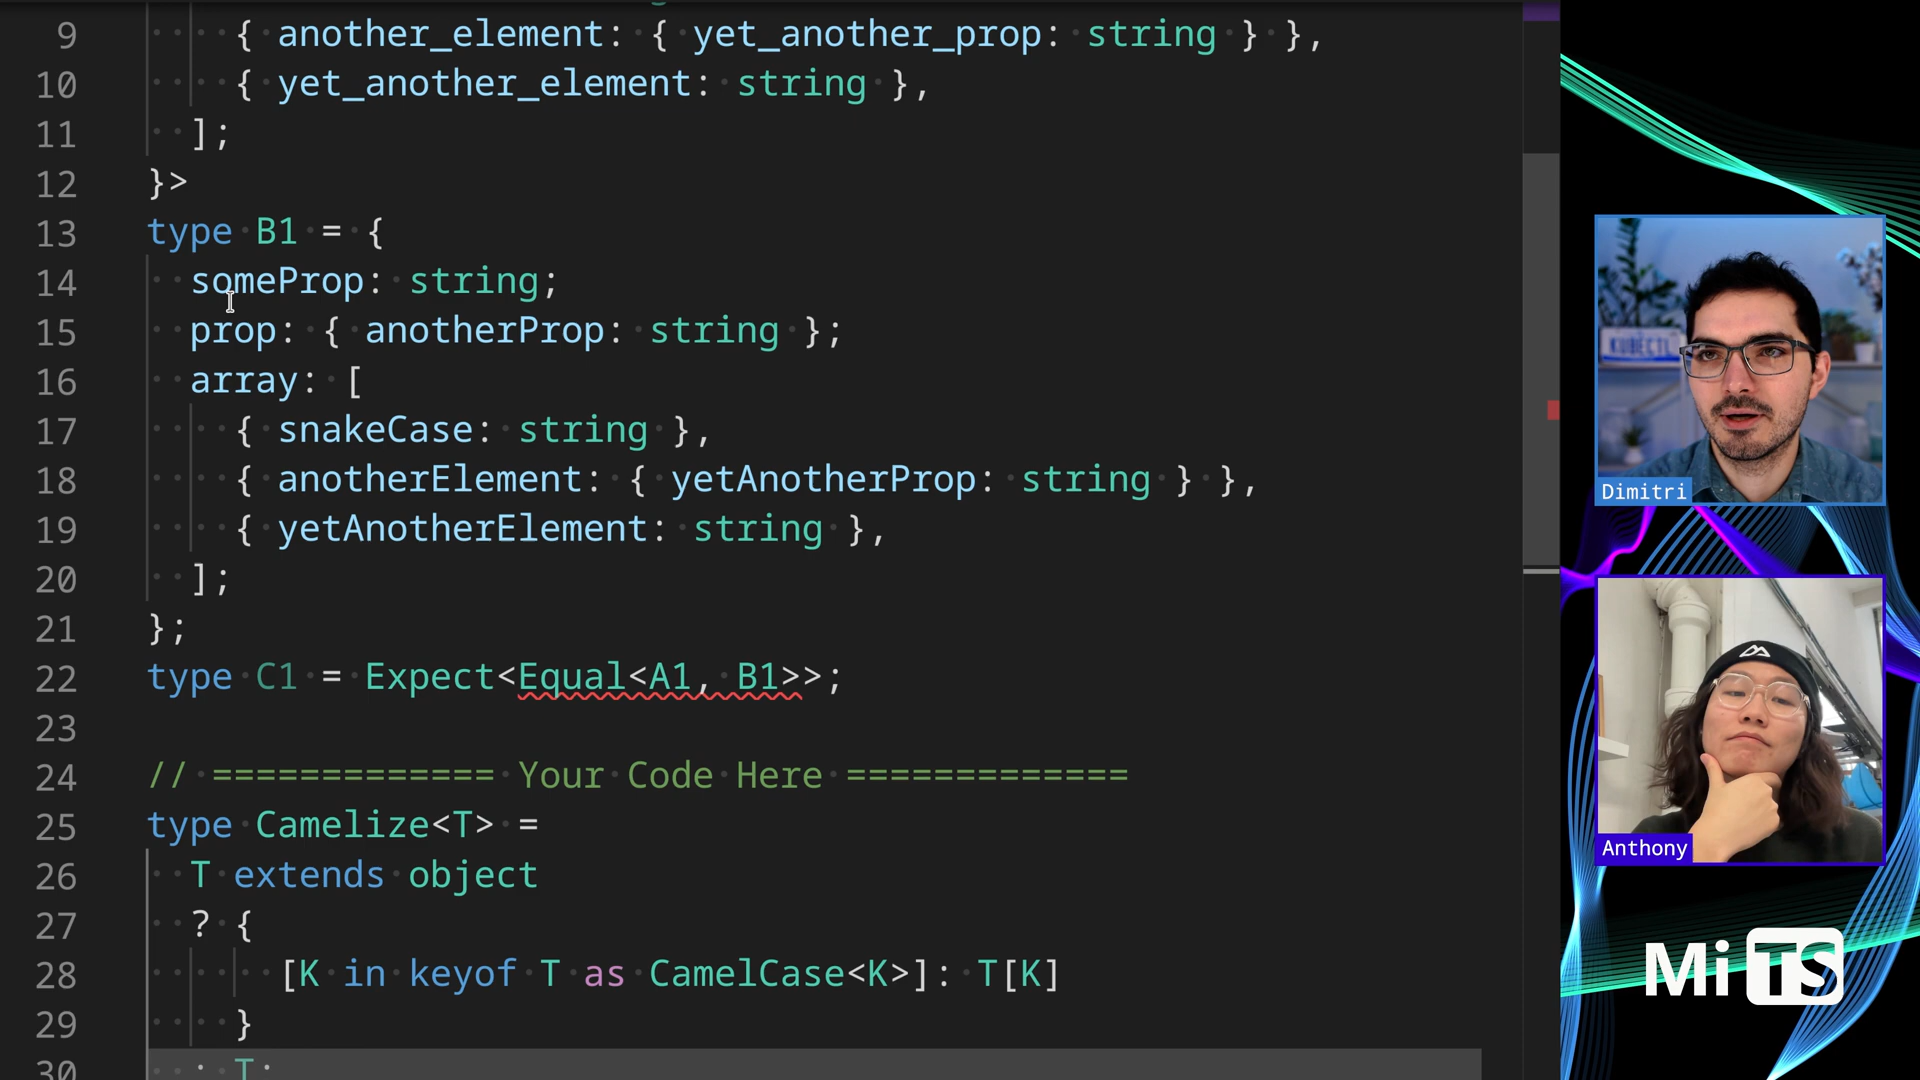 9 { another_element: { yet_another_prop: string } },
10 { yet_another_element: string },
11 ];
12 }>
13 type B1 = {
14 someProp: string;
15 prop: { anotherProp: string };
16 array: [
17 { snakeCase: string },
18 { anotherElement: { yetAnotherProp: string } },
19 { yetAnotherElement: string },
20 ];
21 };
22 type C1 = Expect<Equal<A1, B1>>;
23
24 // ============= Your Code Here =============
25 type Camelize<T> =
26 T extends object
27 ? {
28 [K in keyof T as CamelCase<K>]: T[K]
29 }
30 : T;
KUBECTL
Dimitri
Anthony
MiTS